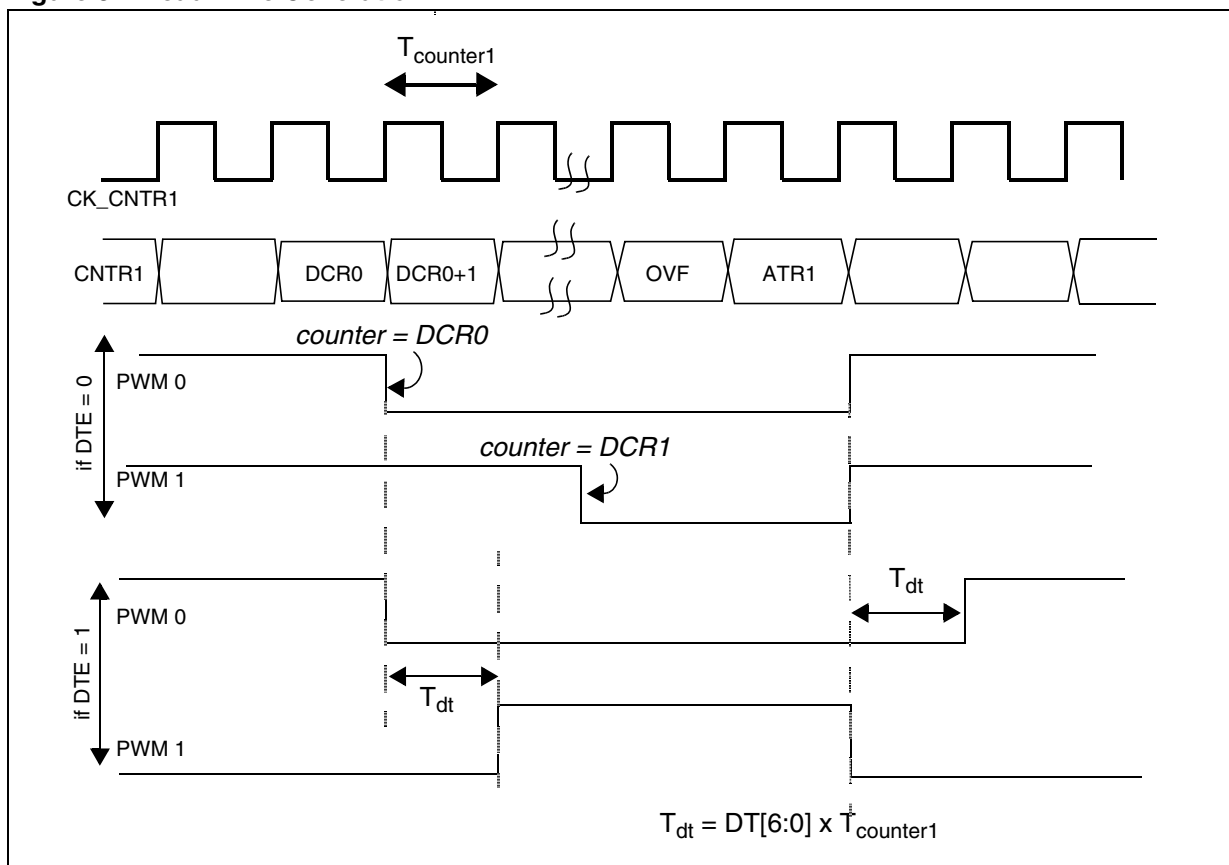 T_counter1
CK_CNTR1
CNTR1
DCR0
DCR0+1
OVF
ATR1
counter = DCR0
if DTE = 0
PWM 0
counter = DCR1
PWM 1
if DTE = 1
PWM 0
T_dt
T_dt
PWM 1
T_dt = DT[6:0] x T_counter1